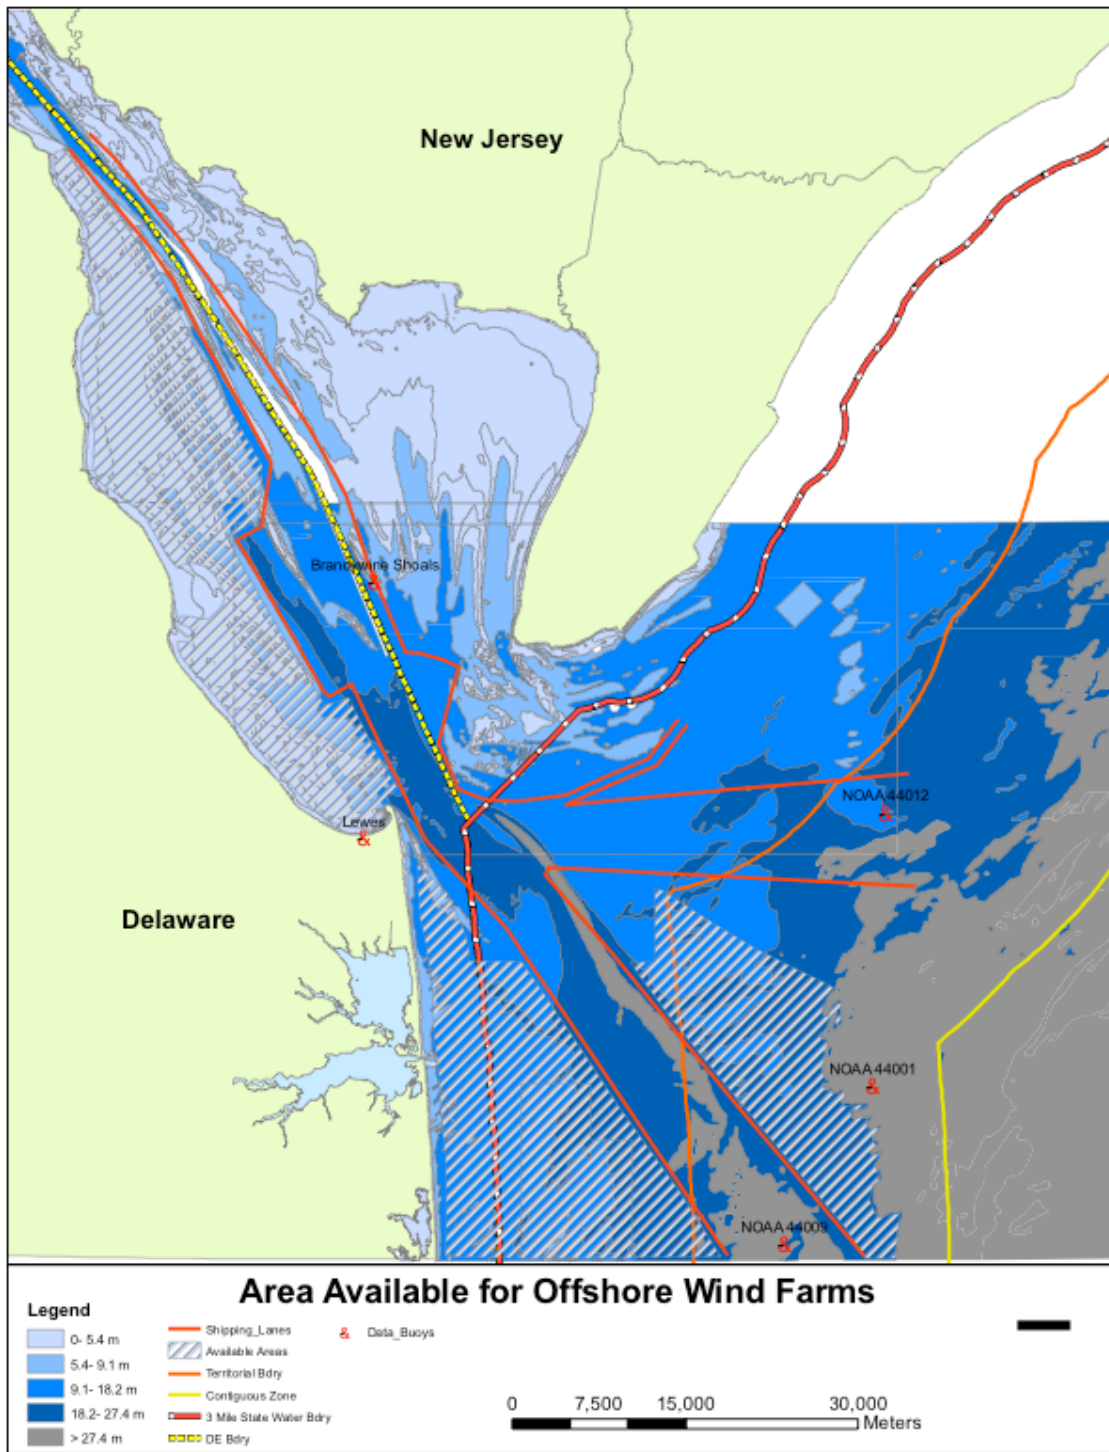 New Jersey
Brandywine Shoals
NOAA 44012
Lewes
Delaware
NOAA 44001
NOAA 44009
Area Available for Offshore Wind Farms
Legend
0- 5.4 m
5.4- 9.1 m
9.1- 18.2 m
18.2- 27.4 m
> 27.4 m
Shipping_Lanes
Available Areas
Territorial Bdry
Contiguous Zone
3 Mile State Water Bdry
DE Bdry
& Data_Buoys
0 7,500 15,000 30,000
Meters